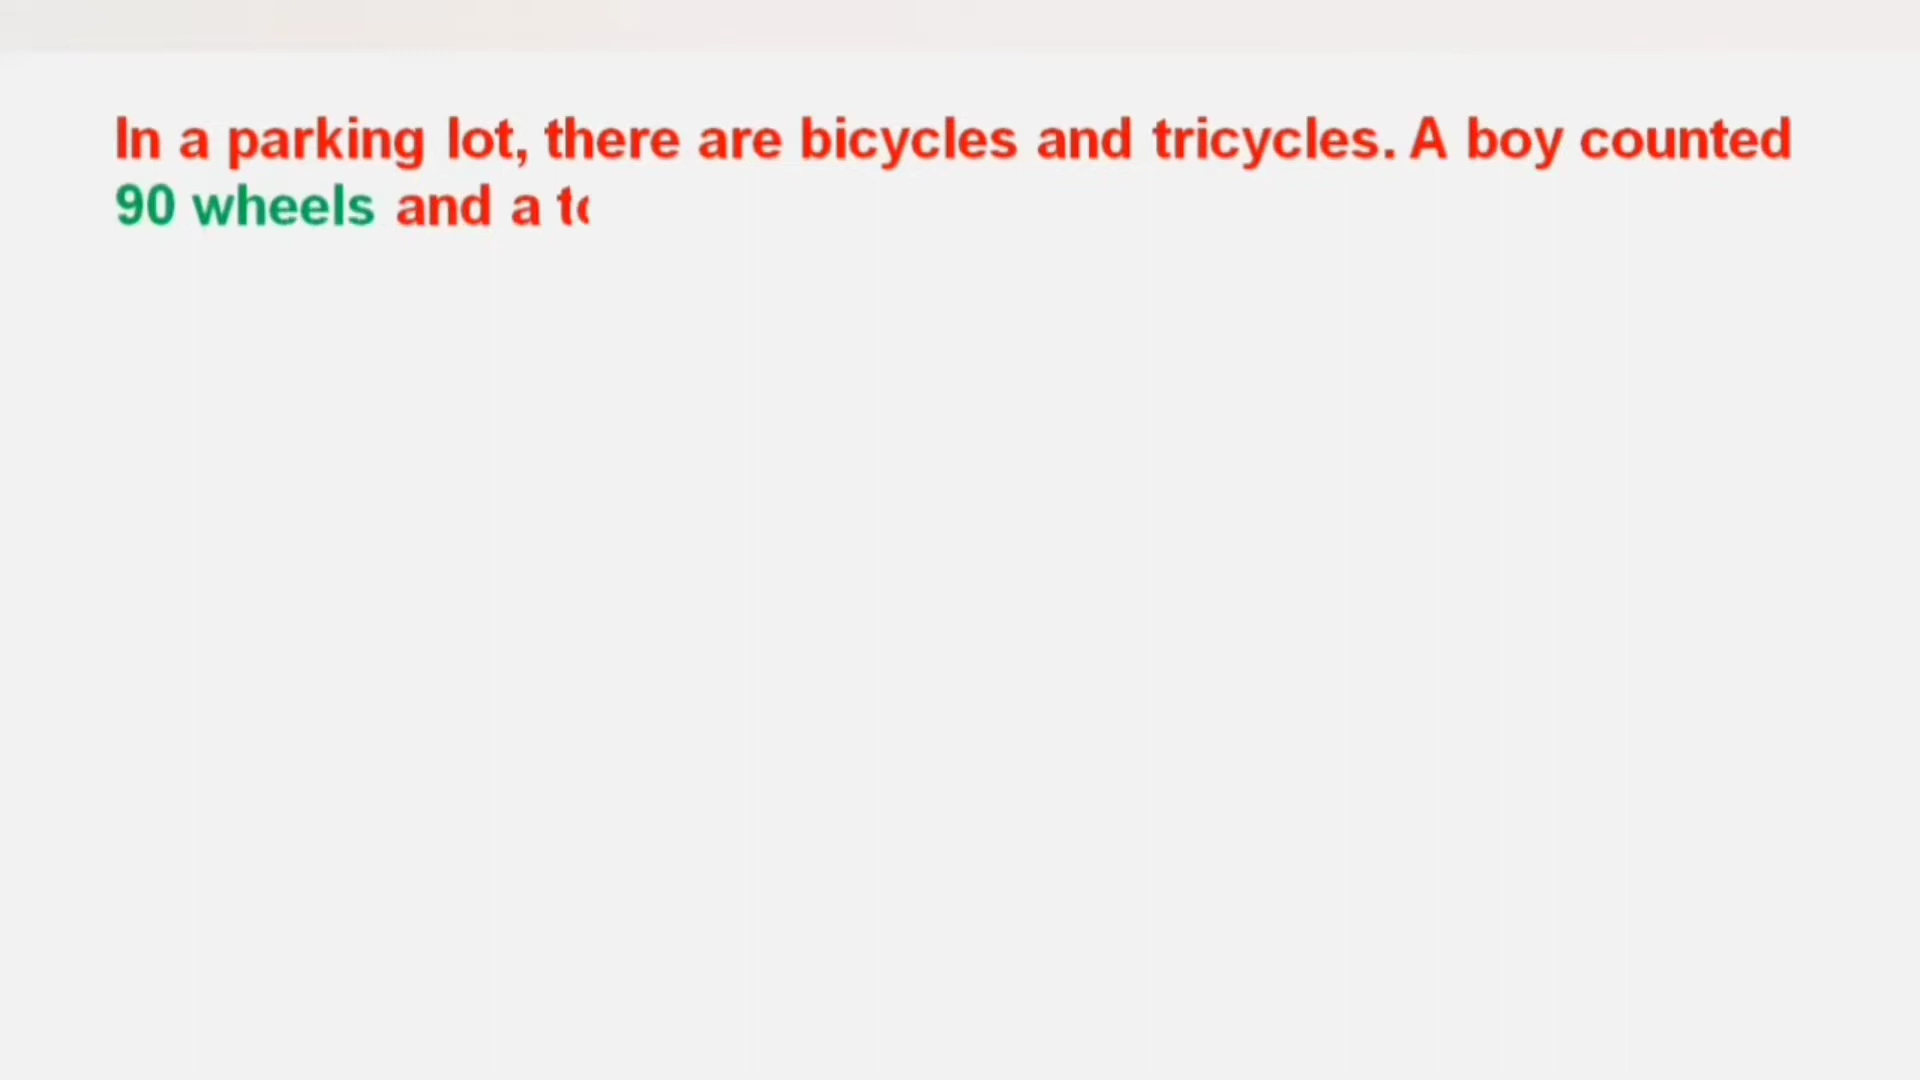 In a parking lot, there are bicycles and tricycles. A boy counted
90 wheels and a